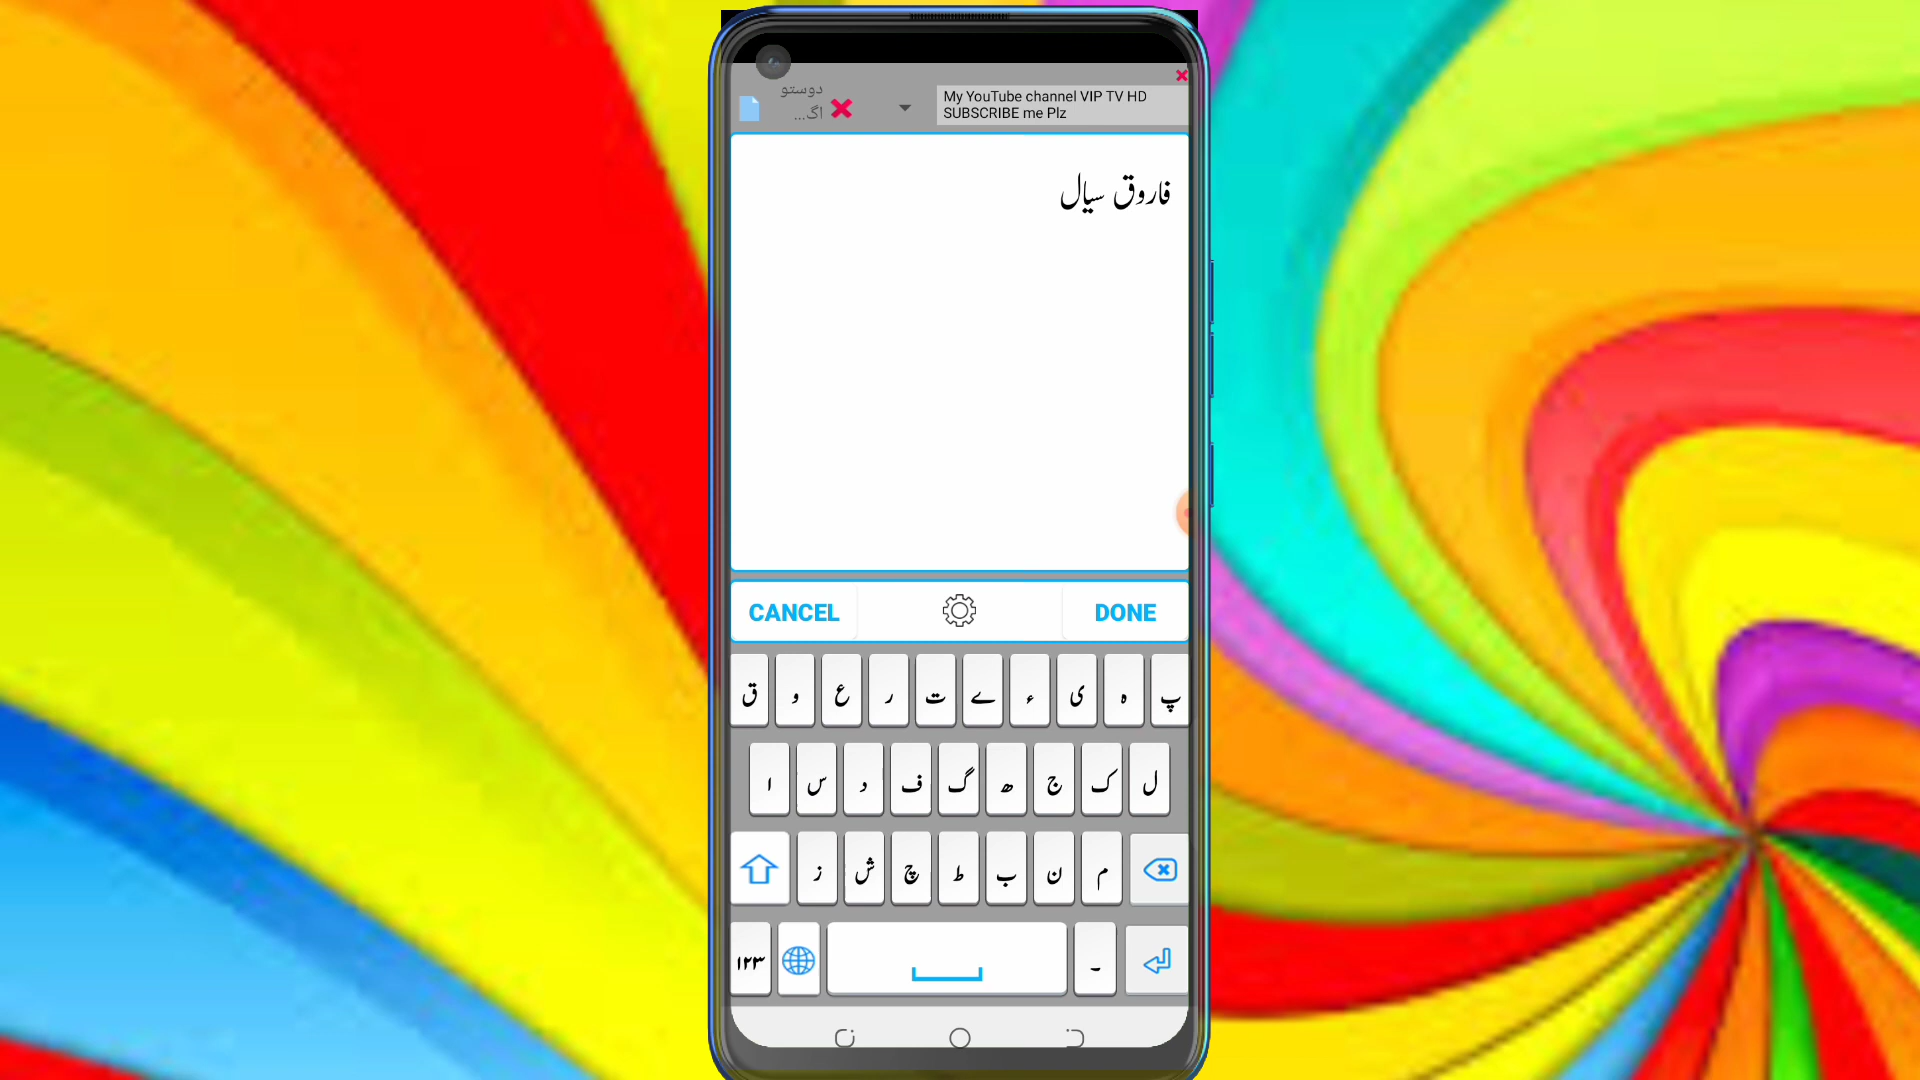 دوستو
اگ...
My YouTube channel VIP TV HD
SUBSCRIBE me Plz
فاروق سیال
CANCEL
DONE
ق و ع ر ت ے ء ی ہ پ
ا س د ف گ ھ ج ک ل
ز ش چ ط ب ن م
۱۲۳ ۔